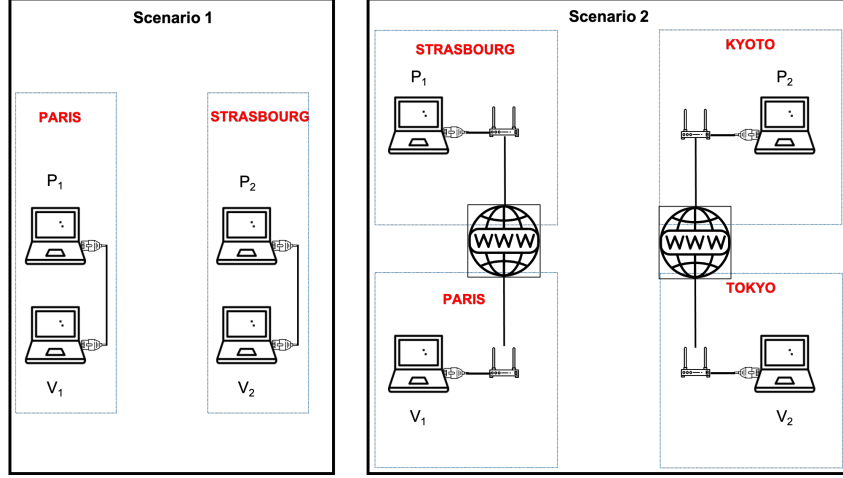 Scenario 1
PARIS
STRASBOURG
P1
P2
V1
V2
Scenario 2
STRASBOURG
KYOTO
P1
P2
WWW
WWW
PARIS
TOKYO
V1
V2